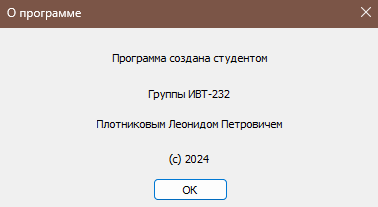 О программе
Программа создана студентом
Группы ИВТ-232
Плотниковым Леонидом Петровичем
(c) 2024
OK